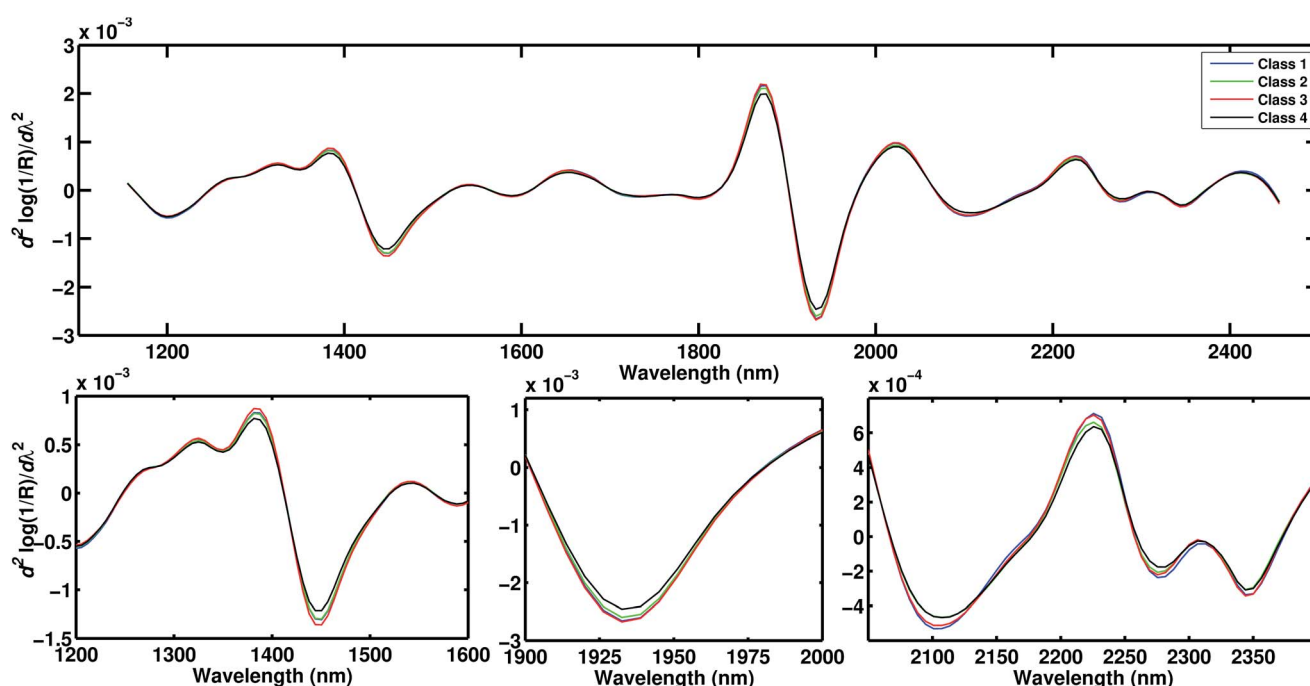 x 10⁻³
3
2
1
0
−1
−2
−3
d² log(1/R)/dλ²
1200 1400 1600 1800 2000 2200 2400
Wavelength (nm)
Class 1
Class 2
Class 3
Class 4
x 10⁻³
1
0.5
0
−0.5
−1
−1.5
d² log(1/R)/dλ²
1200 1300 1400 1500 1600
Wavelength (nm)
x 10⁻³
1
0
−1
−2
−3
1900 1925 1950 1975 2000
Wavelength (nm)
x 10⁻⁴
6
4
2
0
−2
−4
2100 2150 2200 2250 2300 2350
Wavelength (nm)